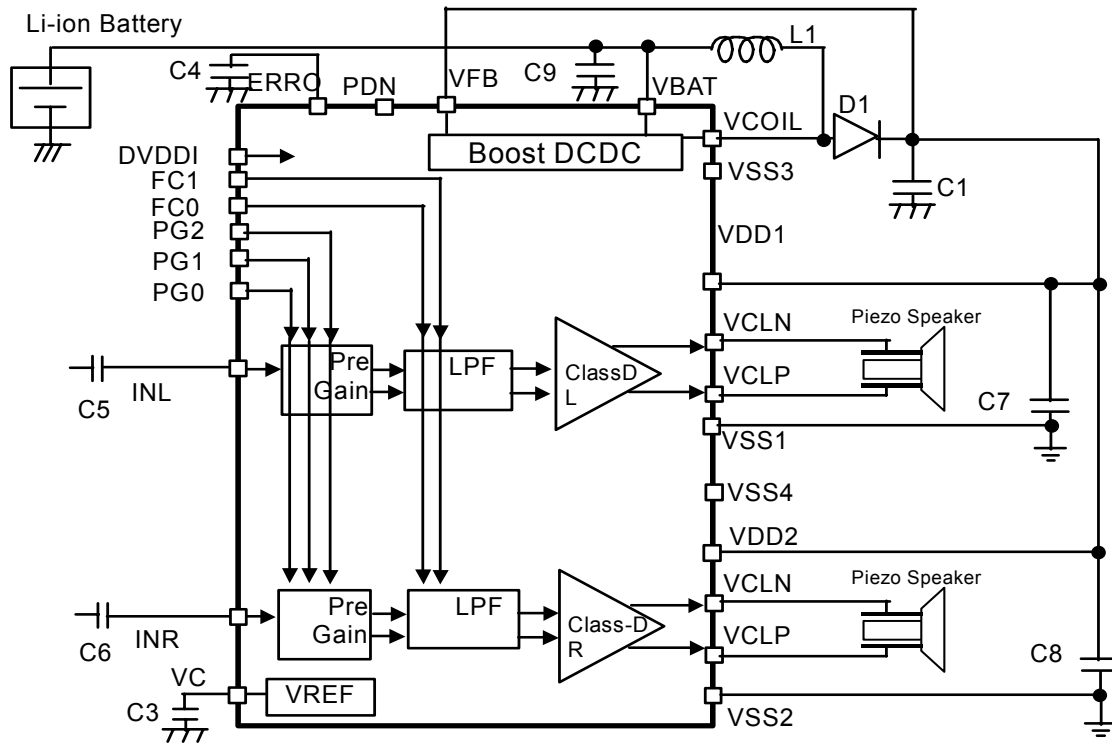 Li-ion Battery
L1
C4
ERRO
PDN
VFB
C9
VBAT
D1
VCOIL
Boost DCDC
DVDDI
VSS3
FC1
C1
FC0
PG2
VDD1
PG1
PG0
VCLN
Piezo Speaker
Pre
Gain
LPF
ClassD
L
VCLP
C5
INL
C7
VSS1
VSS4
VDD2
VCLN
Piezo Speaker
Pre
Gain
LPF
Class-D
R
VCLP
C6
INR
C8
VC
VREF
C3
VSS2